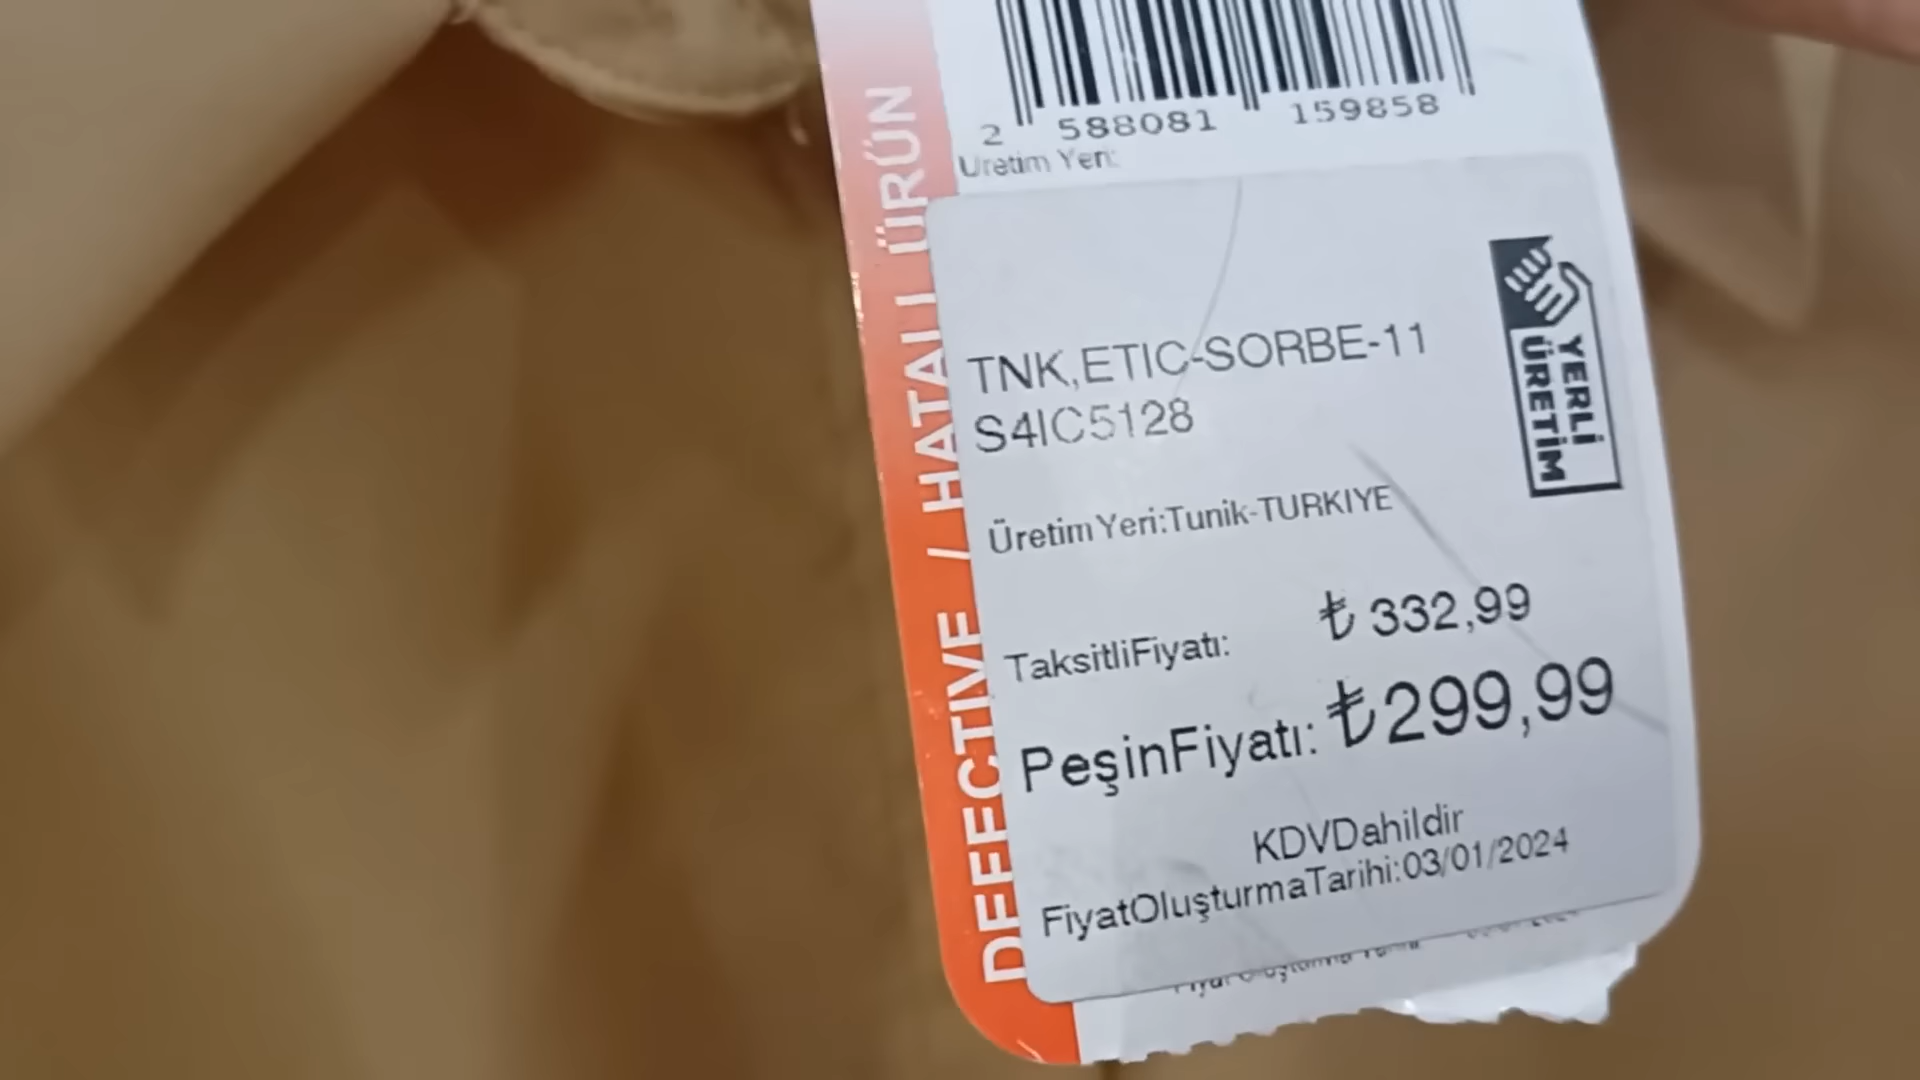 2 588081 159858
Üretim Yeri:
DEFECTIVE / HATALI ÜRÜN
TNK,ETIC-SORBE-11
S4IC5128
YERLİ
ÜRETİM
Üretim Yeri:Tunik-TURKIYE
TaksitliFiyatı: ₺ 332,99
PeşinFiyatı: ₺299,99
KDVDahildir
FiyatOluşturmaTarihi:03/01/2024